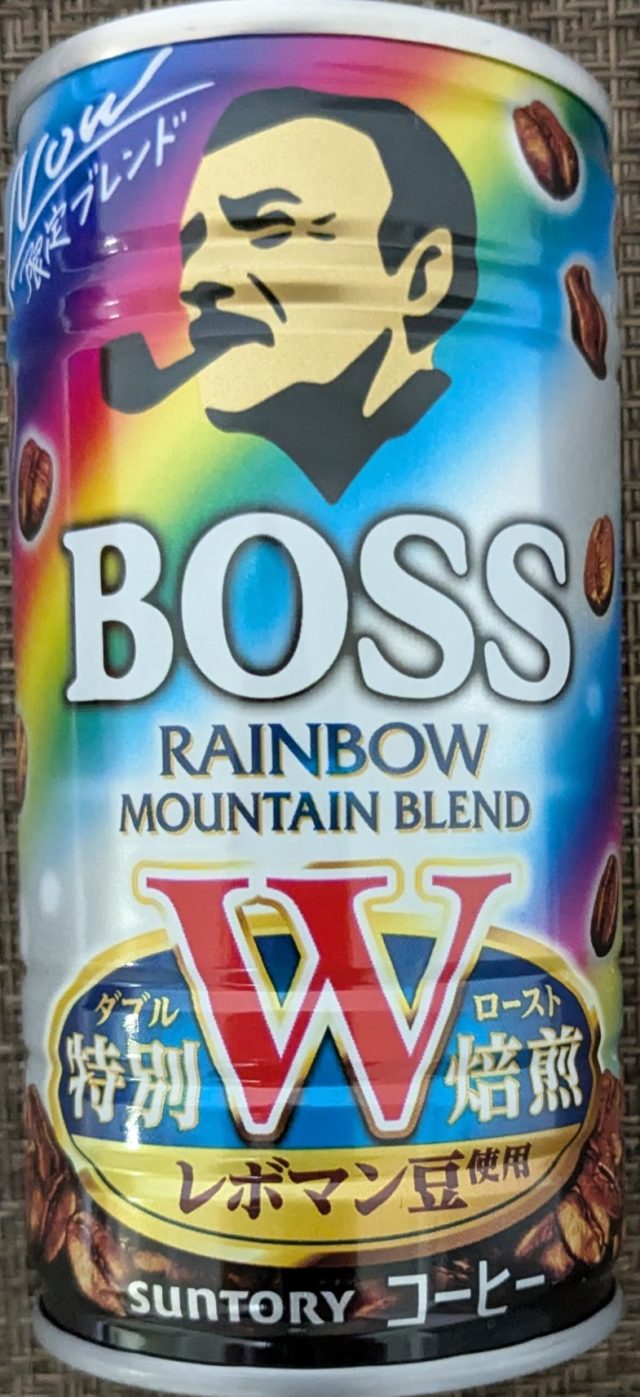 Now
限定ブレンド
BOSS
RAINBOW
MOUNTAIN BLEND
ダブル W ロースト
特別 焙煎
レボマン豆使用
SUNTORY コーヒー